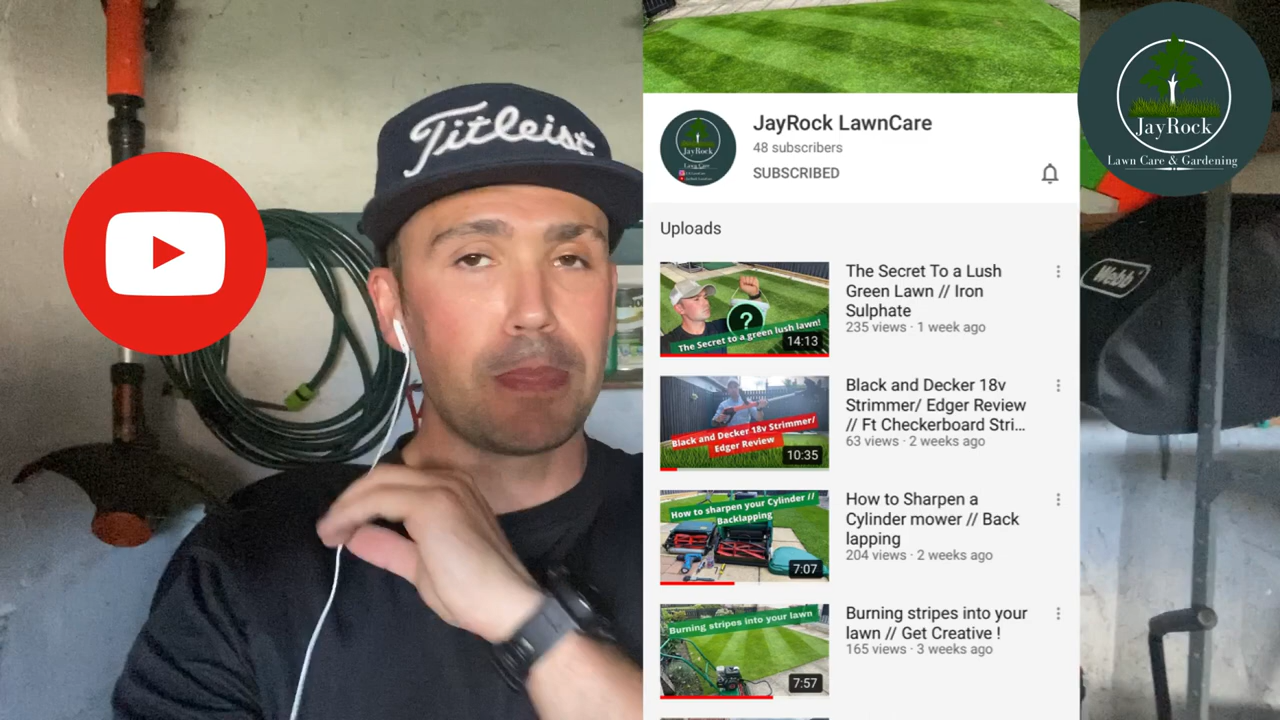 Titleist
JayRock LawnCare
48 subscribers
SUBSCRIBED
Uploads
The Secret to a green lush lawn!
?
14:13
The Secret To a Lush
Green Lawn // Iron
Sulphate
235 views · 1 week ago
Black and Decker 18v Strimmer/
Edger Review
10:35
Black and Decker 18v
Strimmer/ Edger Review
// Ft Checkerboard Stri...
63 views · 2 weeks ago
How to sharpen your Cylinder //
Backlapping
7:07
How to Sharpen a
Cylinder mower // Back
lapping
204 views · 2 weeks ago
Burning stripes into your lawn
7:57
Burning stripes into your
lawn // Get Creative !
165 views · 3 weeks ago
JayRock
Lawn Care
JayRock
Lawn Care & Gardening
Webb